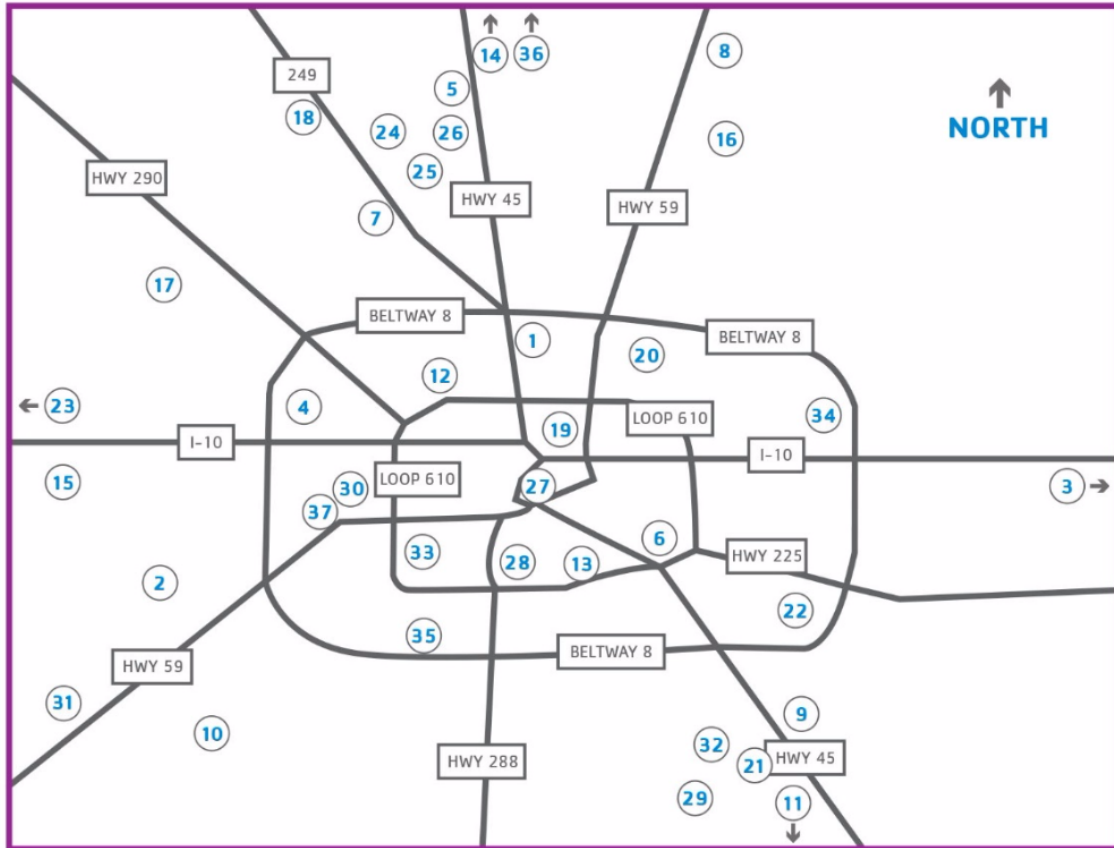 14
36
8
249
5
18
24
26
16
NORTH
25
HWY 290
HWY 45
HWY 59
7
17
BELTWAY 8
1
BELTWAY 8
20
12
23
4
34
LOOP 610
19
I-10
I-10
15
30
LOOP 610
27
3
37
6
33
28
13
HWY 225
2
22
35
BELTWAY 8
HWY 59
31
9
10
32
HWY 288
21
HWY 45
29
11